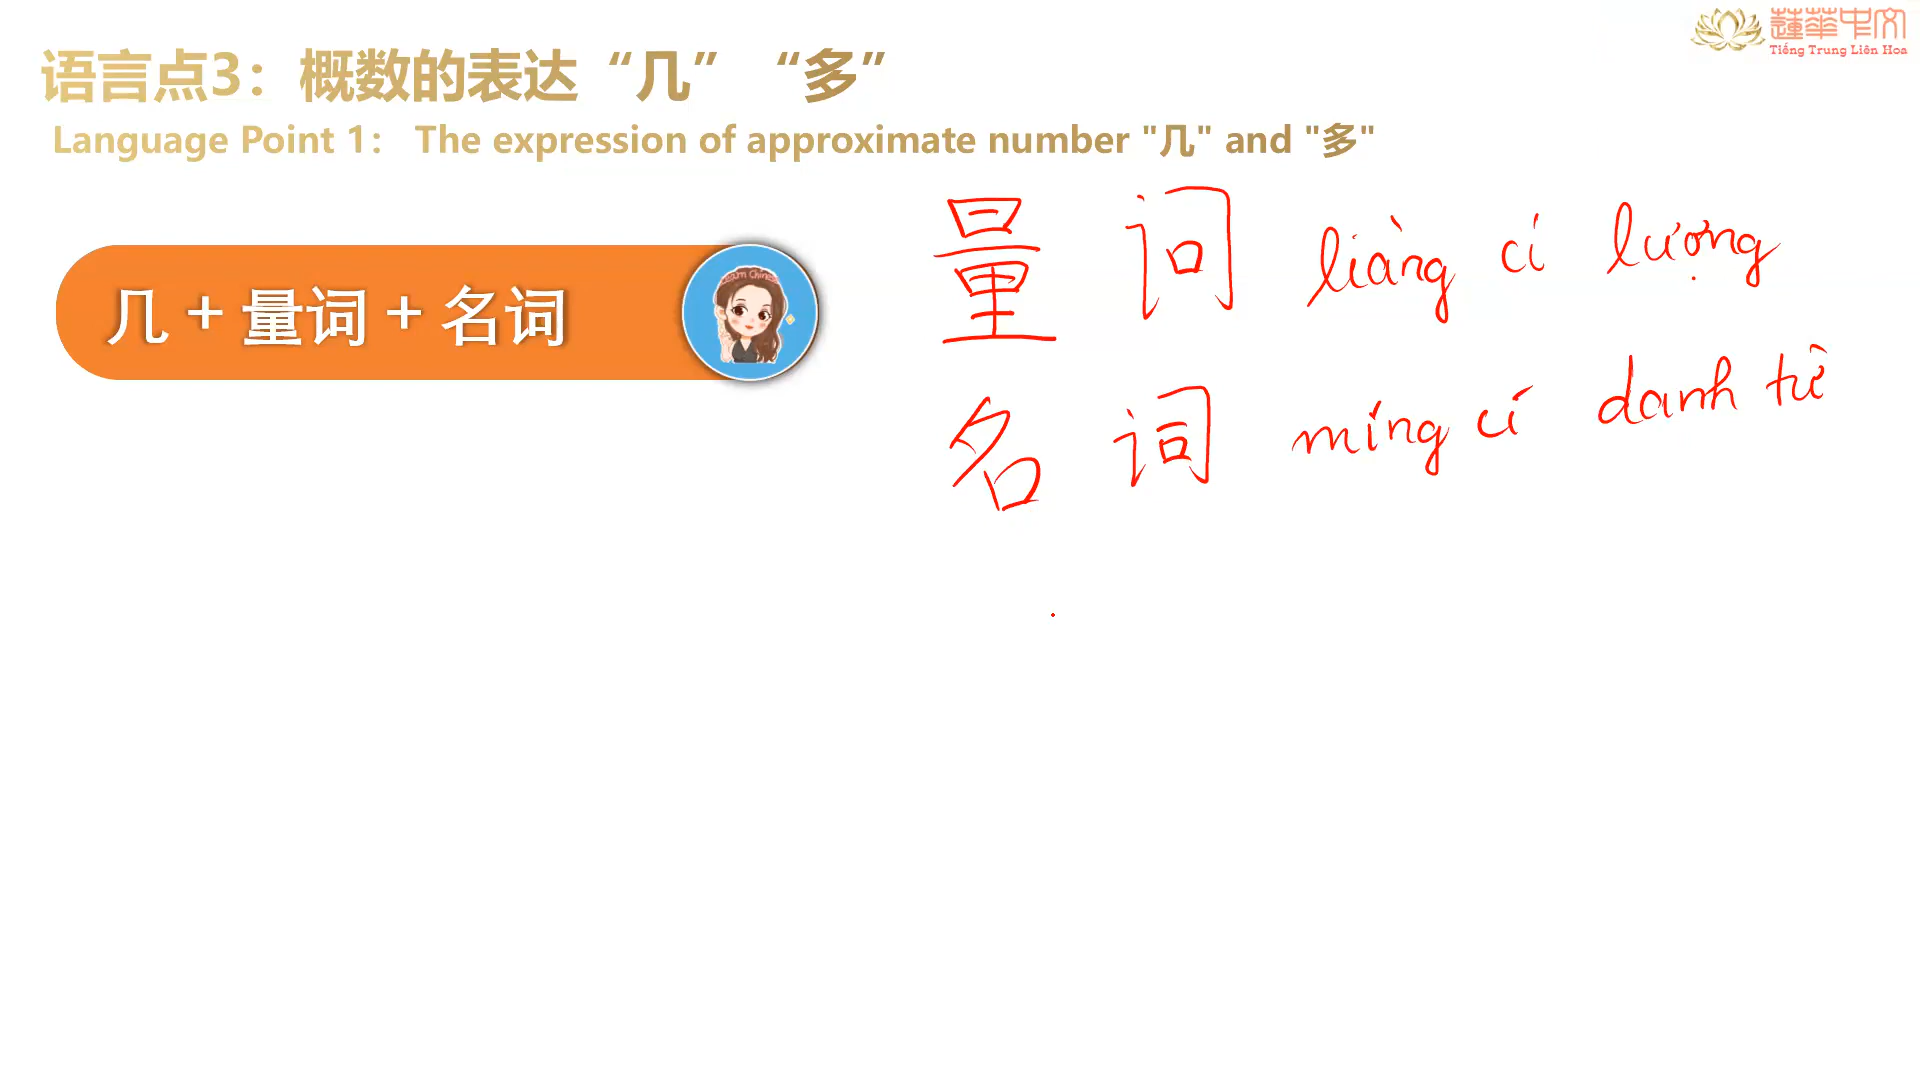 蓮華中文
Tiếng Trung Liên Hoa
语言点3：概数的表达“几” “多”
Language Point 1： The expression of approximate number "几" and "多"
量 词 liàng cí lượng
几 + 量词 + 名词
名 词 míng cí danh từ